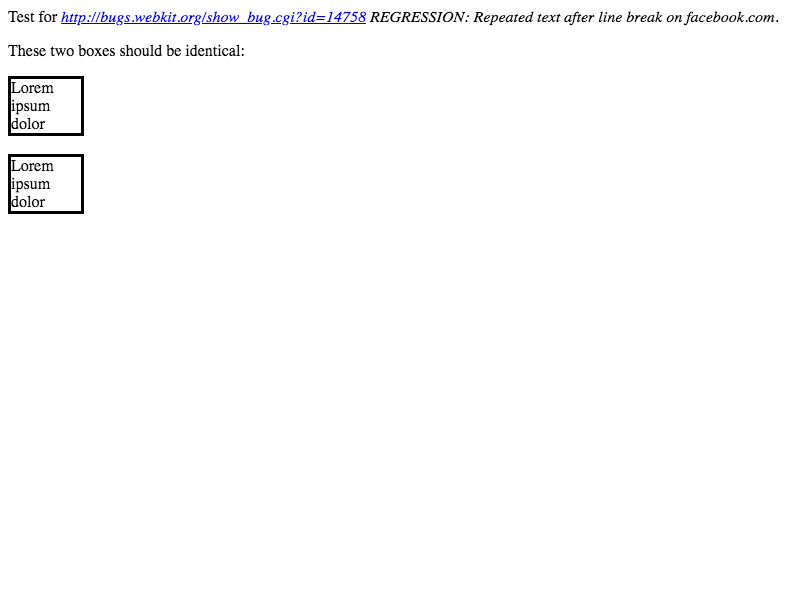 Test for http://bugs.webkit.org/show_bug.cgi?id=14758 REGRESSION: Repeated text after line break on facebook.com.
These two boxes should be identical:
Lorem
ipsum
dolor
Lorem
ipsum
dolor